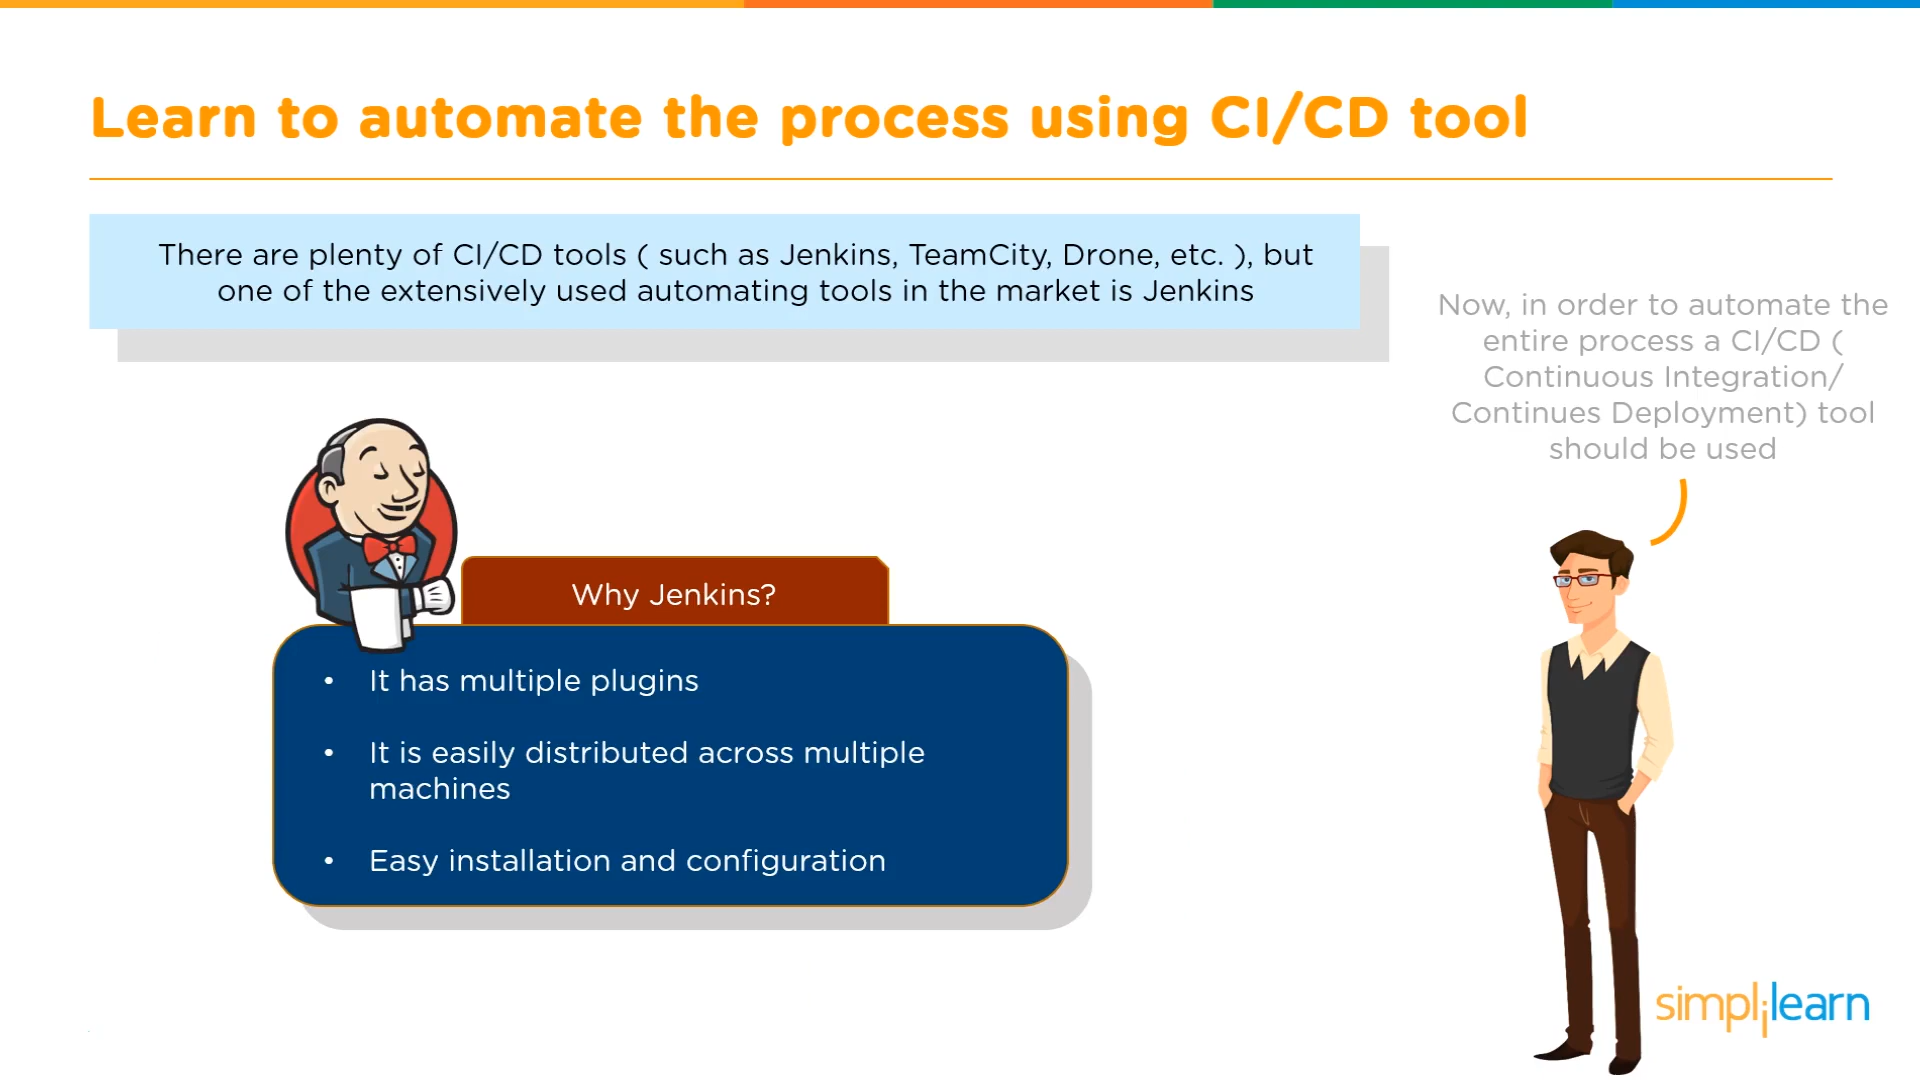 Learn to automate the process using CI/CD tool
There are plenty of CI/CD tools ( such as Jenkins, TeamCity, Drone, etc. ), but
one of the extensively used automating tools in the market is Jenkins
Now, in order to automate the
entire process a CI/CD (
Continuous Integration/
Continues Deployment) tool
should be used
Why Jenkins?
• It has multiple plugins
• It is easily distributed across multiple
machines
• Easy installation and configuration
simplilearn